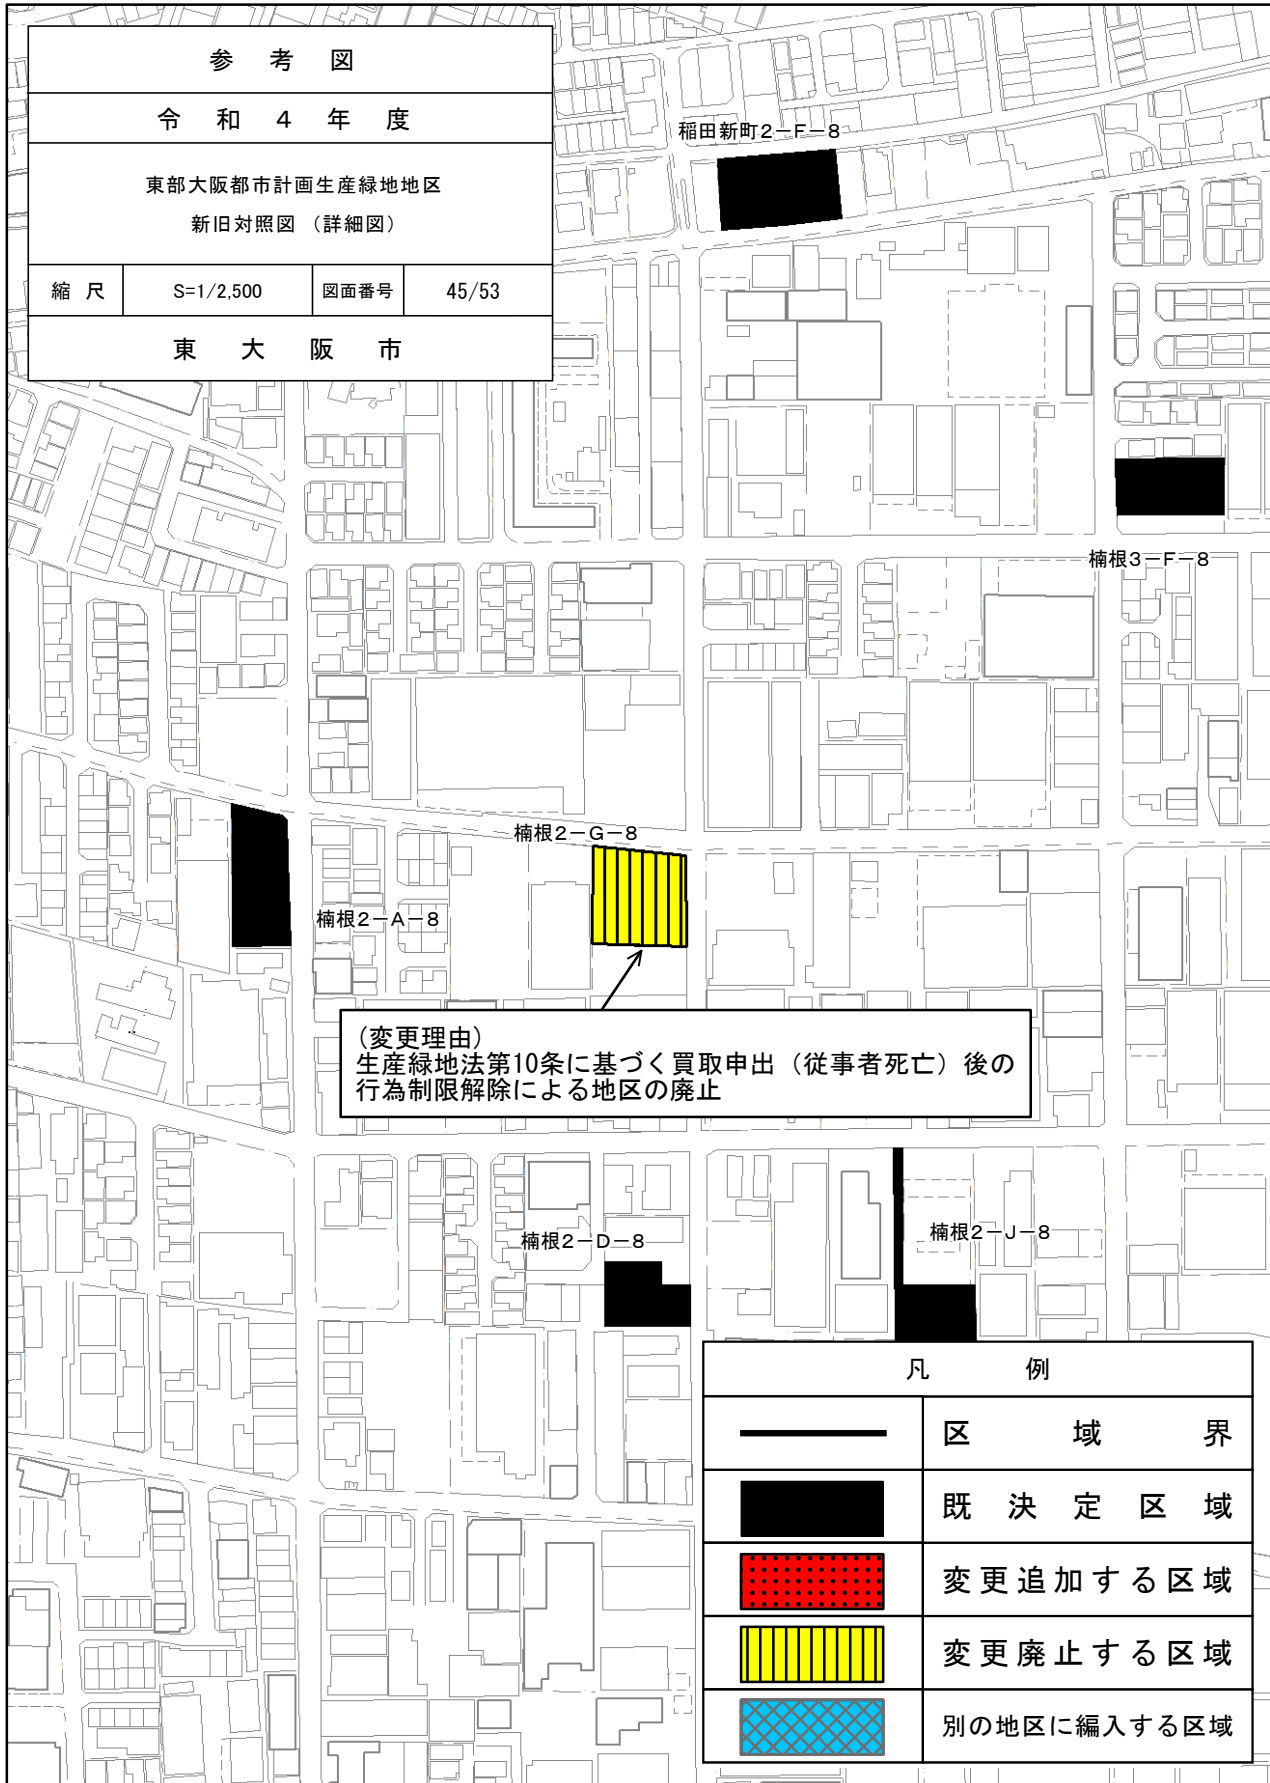 参考図
令和4年度
東部大阪都市計画生産緑地地区
新旧対照図（詳細図）
縮尺 S=1/2,500 図面番号 45/53
東大阪市
稲田新町2－F－8
楠根3－F－8
楠根2－G－8
楠根2－A－8
(変更理由)
生産緑地法第10条に基づく買取申出（従事者死亡）後の
行為制限解除による地区の廃止
楠根2－D－8
楠根2－J－8
凡例
区域界
既決定区域
変更追加する区域
変更廃止する区域
別の地区に編入する区域